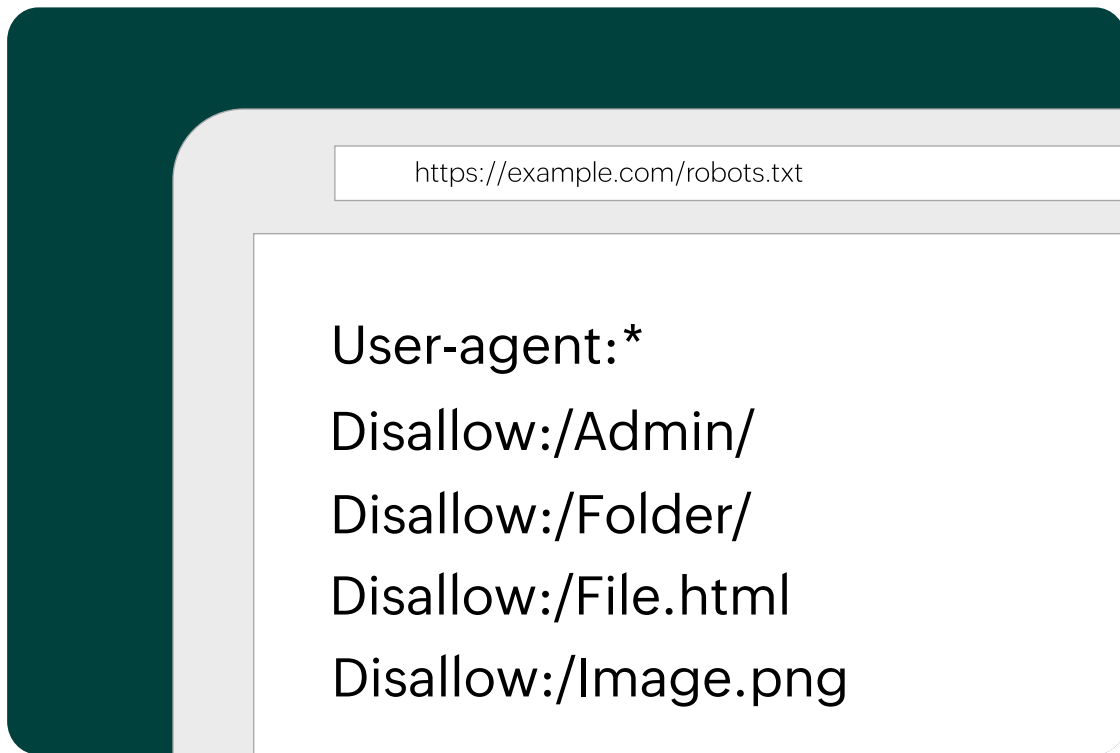 https://example.com/robots.txt
User-agent:*
Disallow:/Admin/
Disallow:/Folder/
Disallow:/File.html
Disallow:/Image.png